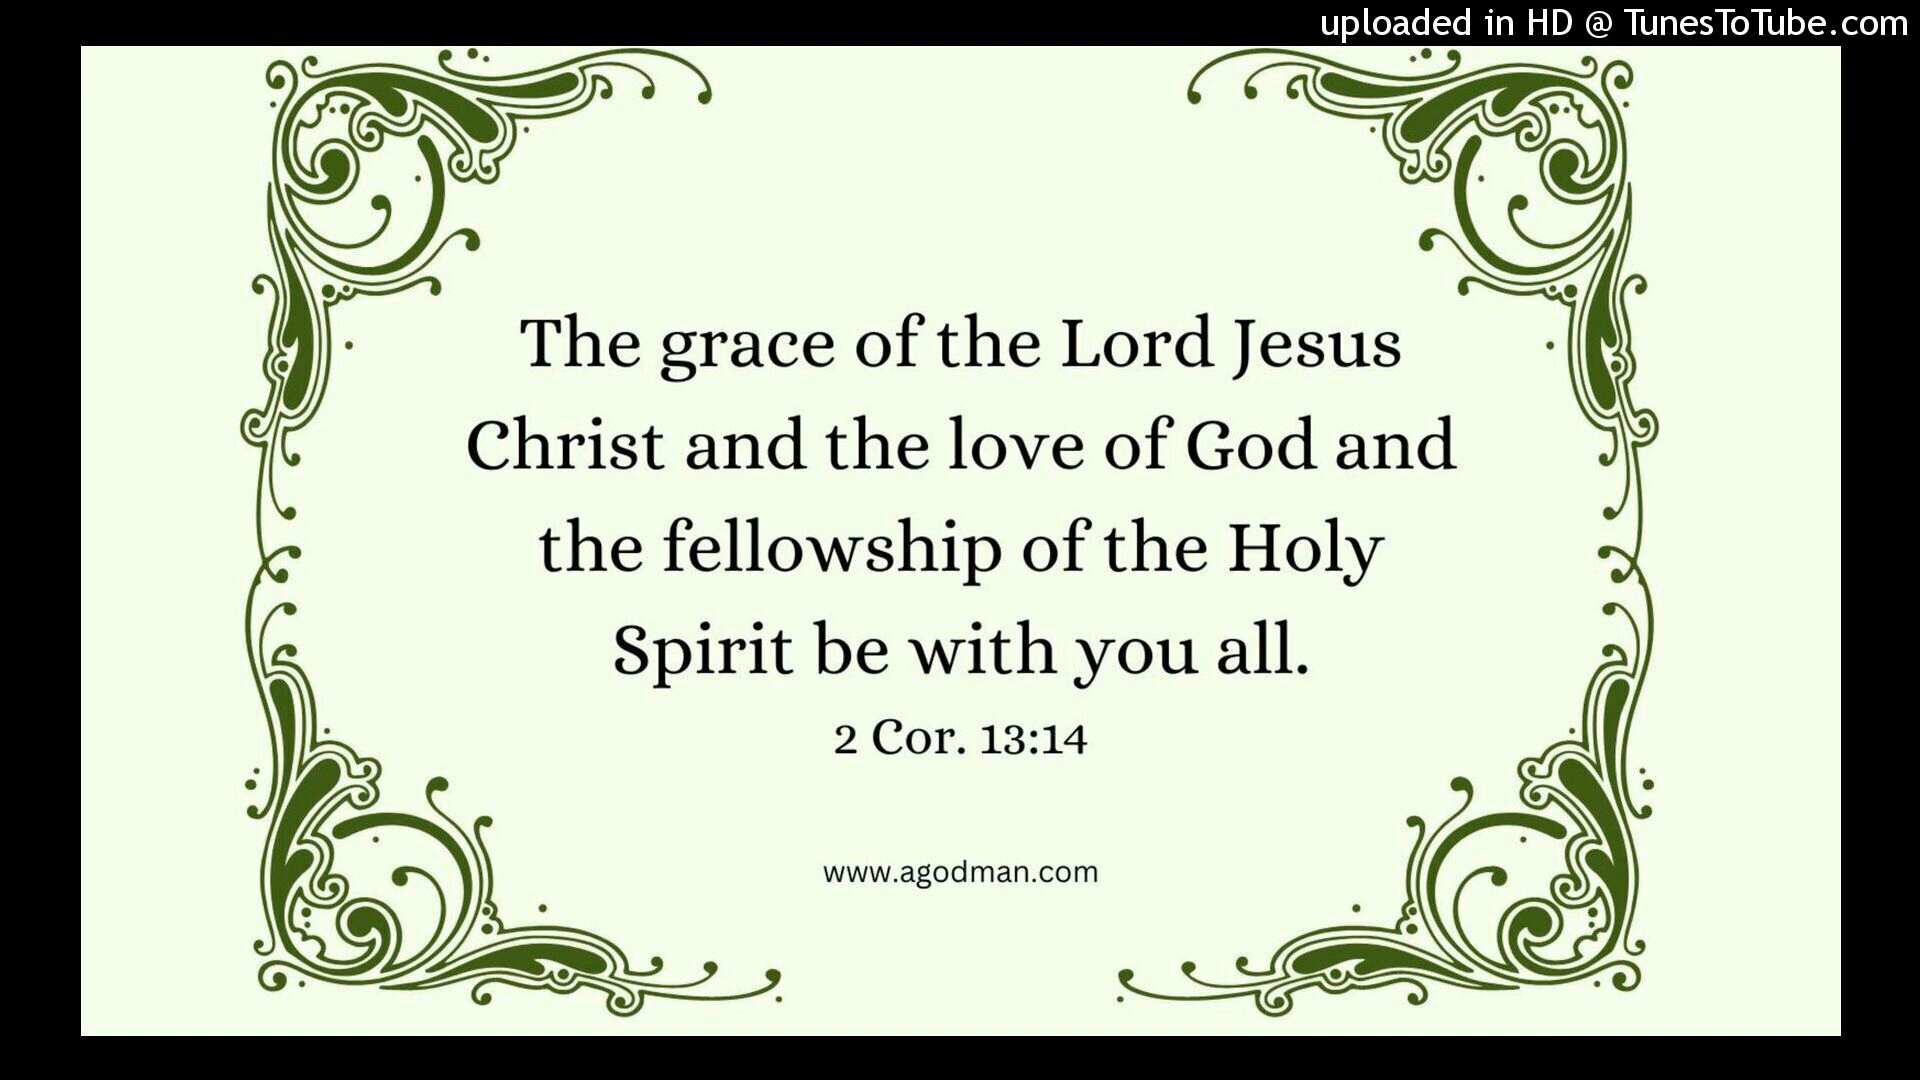 uploaded in HD @ TunesToTube.com
The grace of the Lord Jesus
Christ and the love of God and
the fellowship of the Holy
Spirit be with you all.
2 Cor. 13:14
www.agodman.com